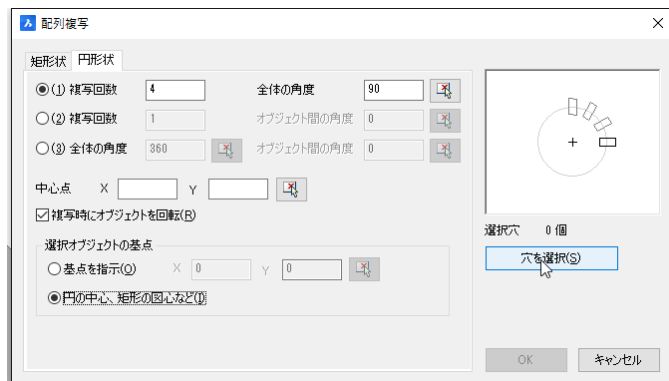 配列複写
矩形状 円形状
(1) 複写回数 4 全体の角度 90
(2) 複写回数 1 オブジェクト間の角度 0
(3) 全体の角度 360 オブジェクト間の角度 0
中心点 X Y
複写時にオブジェクトを回転(R)
選択オブジェクトの基点
基点を指示(O) X 0 Y 0
円の中心、矩形の図心など(I)
選択穴 0 個
穴を選択(S)
OK キャンセル